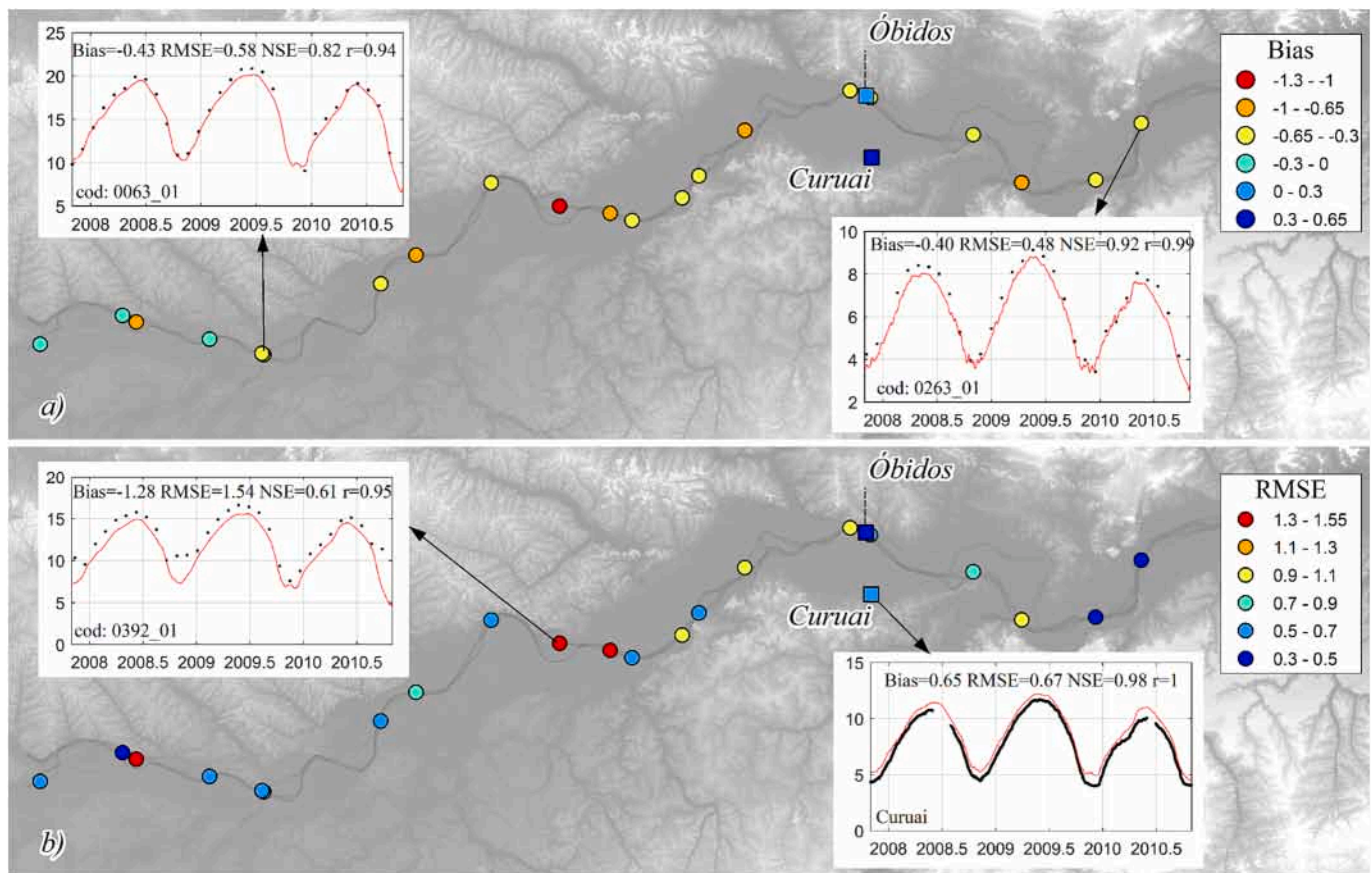 25
20
15
10
5
Bias=-0.43 RMSE=0.58 NSE=0.82 r=0.94
cod: 0063_01
2008 2008.5 2009 2009.5 2010 2010.5
Óbidos
Curuai
Bias
-1.3 - -1
-1 - -0.65
-0.65 - -0.3
-0.3 - 0
0 - 0.3
0.3 - 0.65
10
8
6
4
2
Bias=-0.40 RMSE=0.48 NSE=0.92 r=0.99
cod: 0263_01
2008 2008.5 2009 2009.5 2010 2010.5
a)
20
15
10
5
0
Bias=-1.28 RMSE=1.54 NSE=0.61 r=0.95
cod: 0392_01
2008 2008.5 2009 2009.5 2010 2010.5
Óbidos
Curuai
RMSE
1.3 - 1.55
1.1 - 1.3
0.9 - 1.1
0.7 - 0.9
0.5 - 0.7
0.3 - 0.5
15
10
5
0
Bias=0.65 RMSE=0.67 NSE=0.98 r=1
Curuai
2008 2008.5 2009 2009.5 2010 2010.5
b)